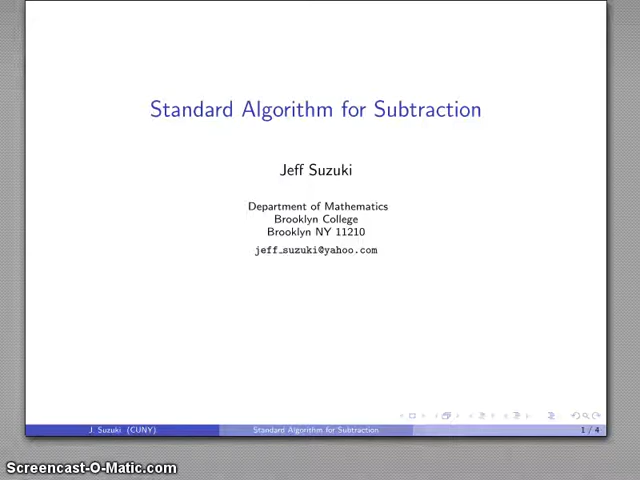 Standard Algorithm for Subtraction
Jeff Suzuki
Department of Mathematics
Brooklyn College
Brooklyn NY 11210
jeff_suzuki@yahoo.com
J. Suzuki (CUNY)
Standard Algorithm for Subtraction
1 / 4
Screencast-O-Matic.com